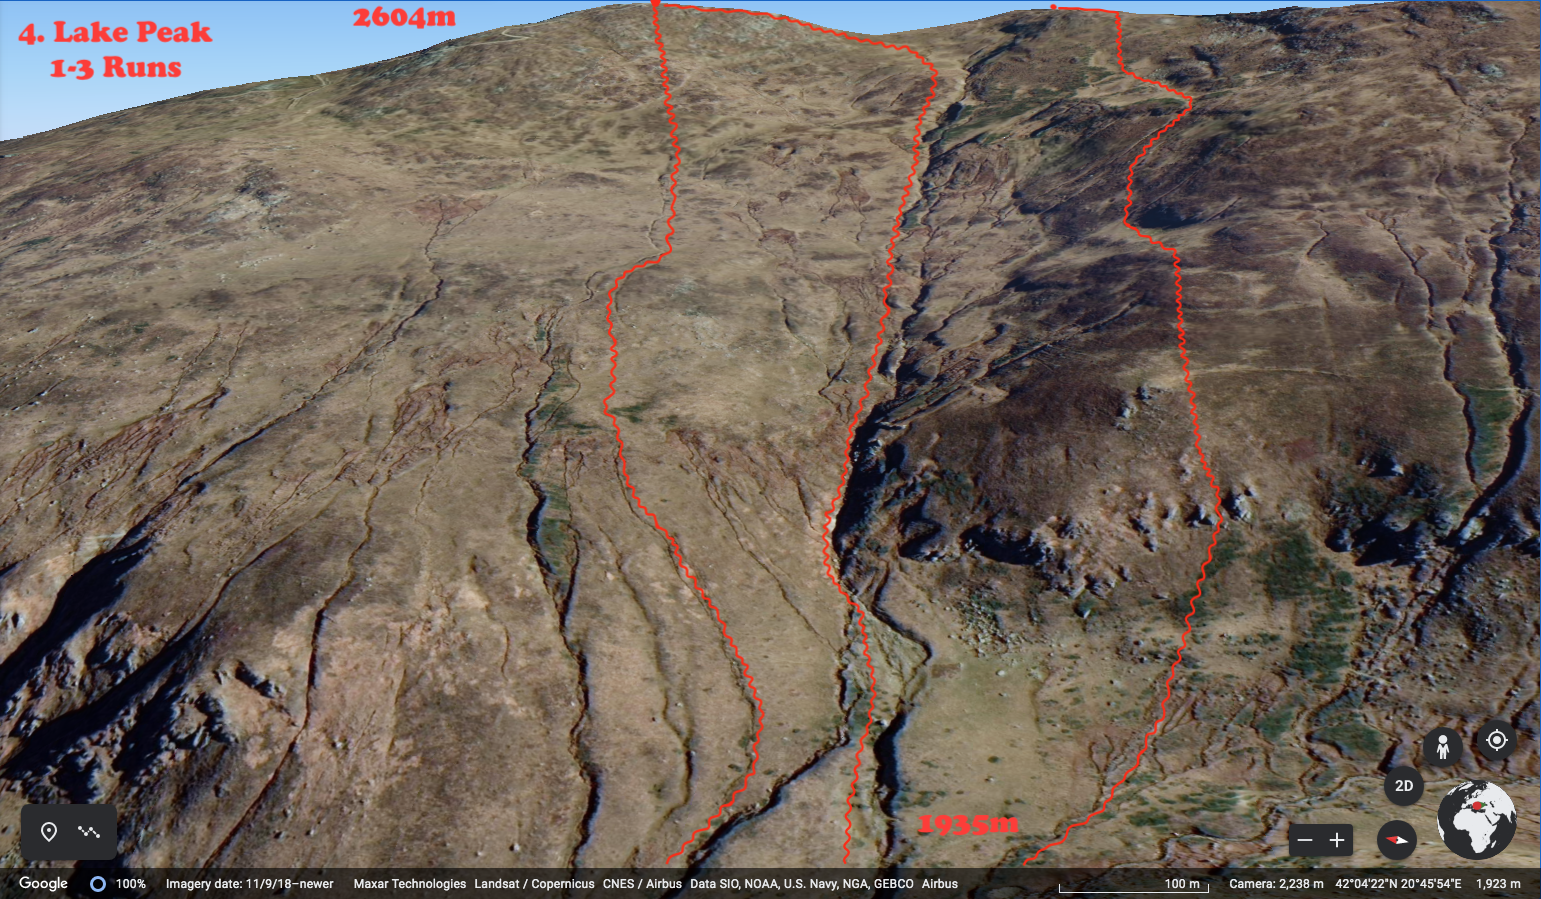 4. Lake Peak
1-3 Runs
2604m
1935m
2D
Google 100% Imagery date: 11/9/18–newer Maxar Technologies Landsat / Copernicus CNES / Airbus Data SIO, NOAA, U.S. Navy, NGA, GEBCO Airbus 100 m Camera: 2,238 m 42°04'22"N 20°45'54"E 1,923 m